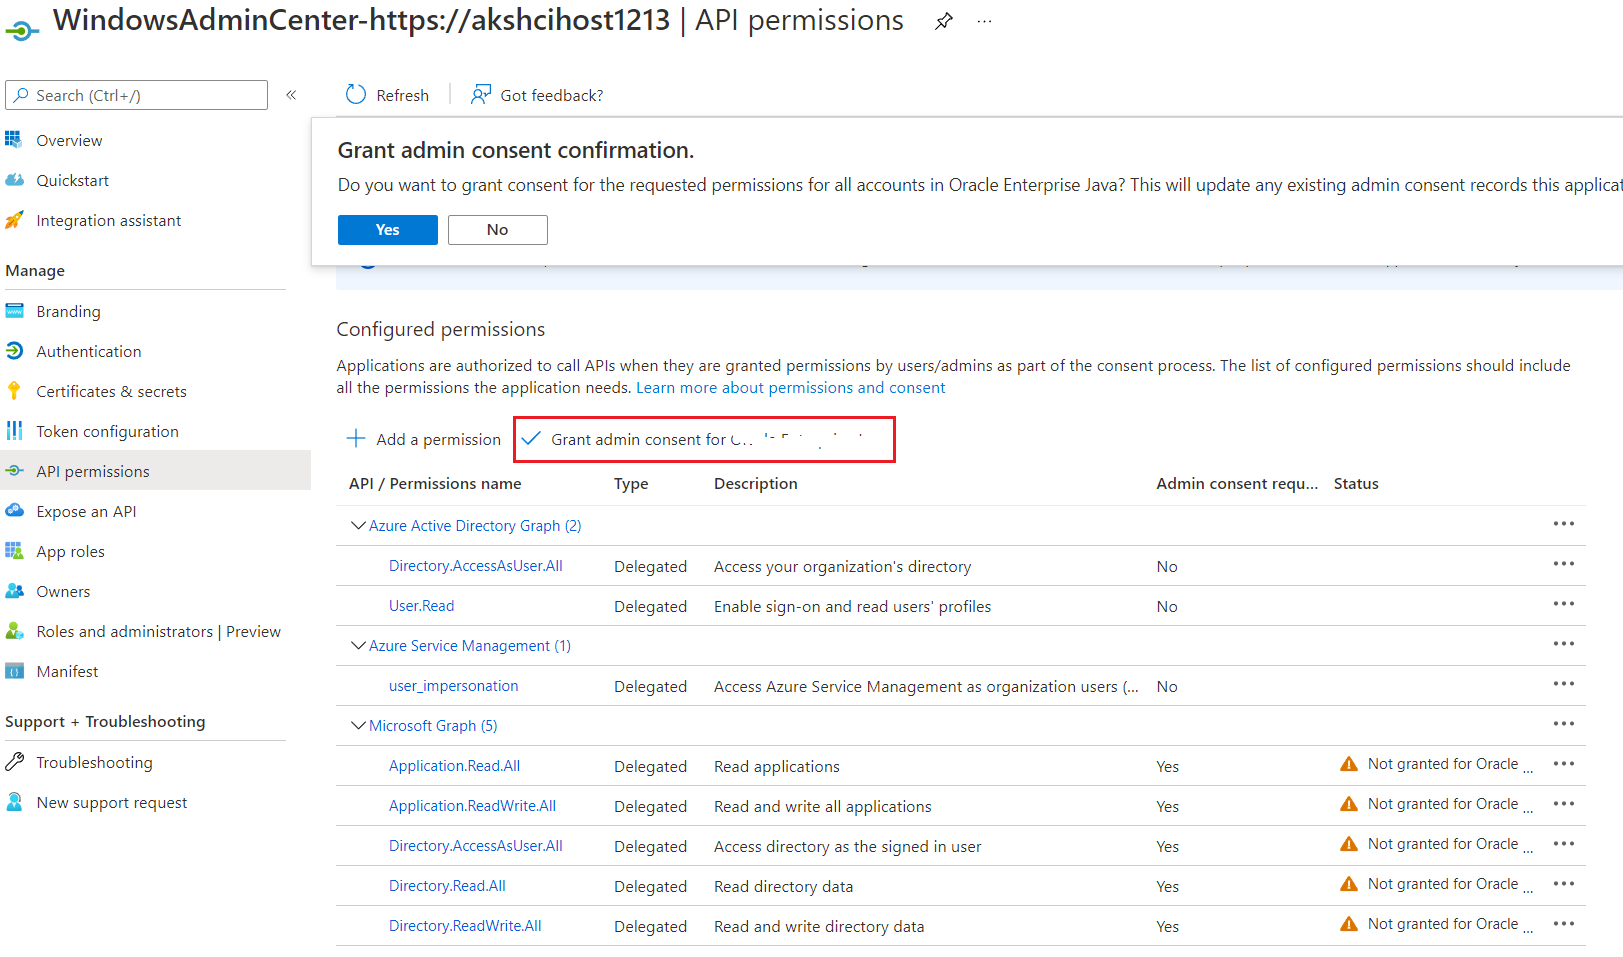 WindowsAdminCenter-https://akshcihost1213 | API permissions
Search (Ctrl+/)
Refresh
Got feedback?
Overview
Quickstart
Integration assistant
Manage
Branding
Authentication
Certificates & secrets
Token configuration
API permissions
Expose an API
App roles
Owners
Roles and administrators | Preview
Manifest
Support + Troubleshooting
Troubleshooting
New support request
Grant admin consent confirmation.
Do you want to grant consent for the requested permissions for all accounts in Oracle Enterprise Java? This will update any existing admin consent records this applicat
Yes No
Configured permissions
Applications are authorized to call APIs when they are granted permissions by users/admins as part of the consent process. The list of configured permissions should include
all the permissions the application needs. Learn more about permissions and consent
Add a permission Grant admin consent for
API / Permissions name Type Description Admin consent requ... Status
Azure Active Directory Graph (2)
Directory.AccessAsUser.All Delegated Access your organization's directory No
User.Read Delegated Enable sign-on and read users' profiles No
Azure Service Management (1)
user_impersonation Delegated Access Azure Service Management as organization users (... No
Microsoft Graph (5)
Application.Read.All Delegated Read applications Yes Not granted for Oracle ...
Application.ReadWrite.All Delegated Read and write all applications Yes Not granted for Oracle ...
Directory.AccessAsUser.All Delegated Access directory as the signed in user Yes Not granted for Oracle ...
Directory.Read.All Delegated Read directory data Yes Not granted for Oracle ...
Directory.ReadWrite.All Delegated Read and write directory data Yes Not granted for Oracle ...